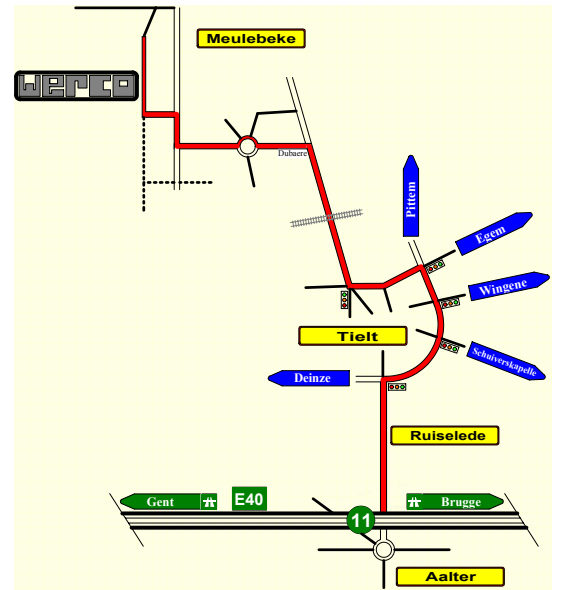 Meulebeke
werco
Dubaere
Pittem
Egem
Wingene
Tielt
Schuiverskapelle
Deinze
Ruiselede
Gent
E40
11
Brugge
Aalter